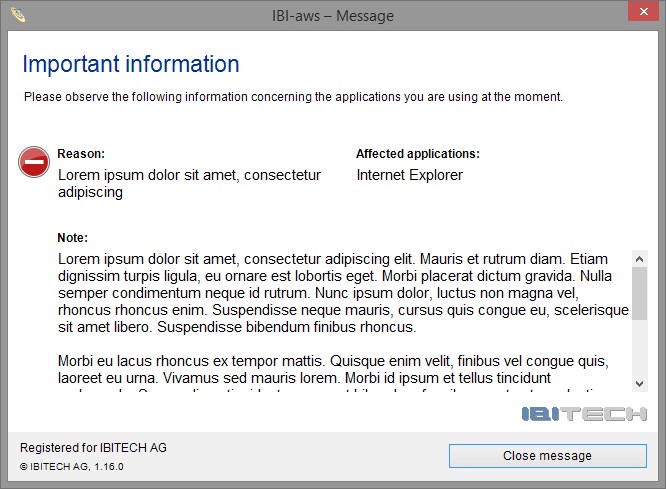 IBI-aws – Message
Important information
Please observe the following information concerning the applications you are using at the moment.
Reason:
Affected applications:
Lorem ipsum dolor sit amet, consectetur
adipiscing
Internet Explorer
Note:
Lorem ipsum dolor sit amet, consectetur adipiscing elit. Mauris et rutrum diam. Etiam
dignissim turpis ligula, eu ornare est lobortis eget. Morbi placerat dictum gravida. Nulla
semper condimentum neque id rutrum. Nunc ipsum dolor, luctus non magna vel,
rhoncus rhoncus enim. Suspendisse neque mauris, cursus quis congue eu, scelerisque
sit amet libero. Suspendisse bibendum finibus rhoncus.
Morbi eu lacus rhoncus ex tempor mattis. Quisque enim velit, finibus vel congue quis,
laoreet eu urna. Vivamus sed mauris lorem. Morbi id ipsum et tellus tincidunt
IBITECH
Registered for IBITECH AG
© IBITECH AG, 1.16.0
Close message